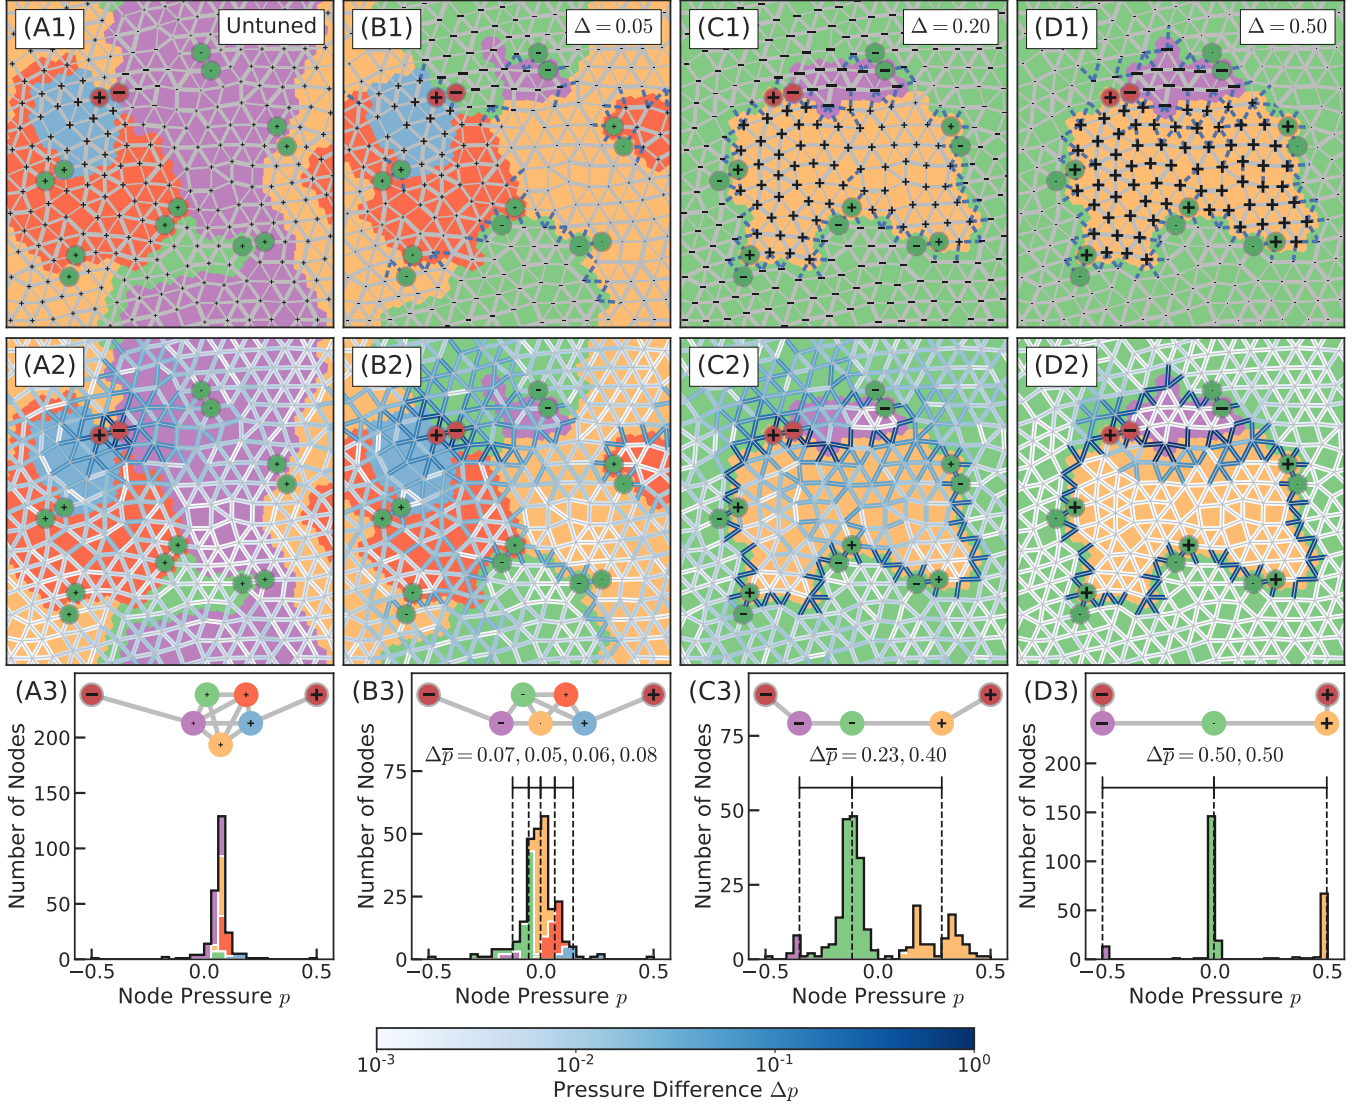 (A1) Untuned
(B1) Δ = 0.05
(C1) Δ = 0.20
(D1) Δ = 0.50
(A2)
(B2)
(C2)
(D2)
(A3)
Number of Nodes
200
150
100
50
0
−0.5 0.0 0.5
Node Pressure p
(B3)
Δp̅ = 0.07, 0.05, 0.06, 0.08
Number of Nodes
75
50
25
0
−0.5 0.0 0.5
Node Pressure p
(C3)
Δp̅ = 0.23, 0.40
Number of Nodes
75
50
25
0
−0.5 0.0 0.5
Node Pressure p
(D3)
Δp̅ = 0.50, 0.50
Number of Nodes
200
150
100
50
0
−0.5 0.0 0.5
Node Pressure p
10⁻³ 10⁻² 10⁻¹ 10⁰
Pressure Difference Δp